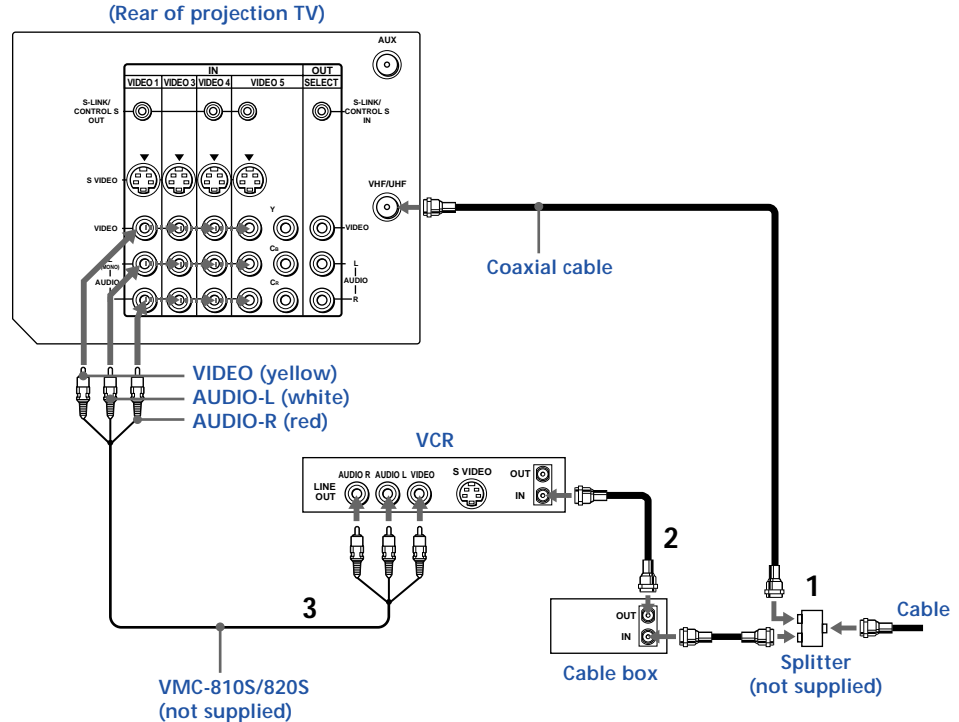 (Rear of projection TV)
AUX
IN
OUT
VIDEO 1 VIDEO 3 VIDEO 4 VIDEO 5 SELECT
S-LINK/
CONTROL S
OUT
S-LINK/
CONTROL S
IN
S VIDEO
VHF/UHF
VIDEO
Y
VIDEO
L
(MONO)
AUDIO
CB
L
AUDIO
CR
R
Coaxial cable
VIDEO (yellow)
AUDIO-L (white)
AUDIO-R (red)
VCR
LINE
OUT
AUDIO R AUDIO L VIDEO
S VIDEO
OUT
IN
2
1
3
OUT
IN
Cable
Cable box
Splitter
(not supplied)
VMC-810S/820S
(not supplied)